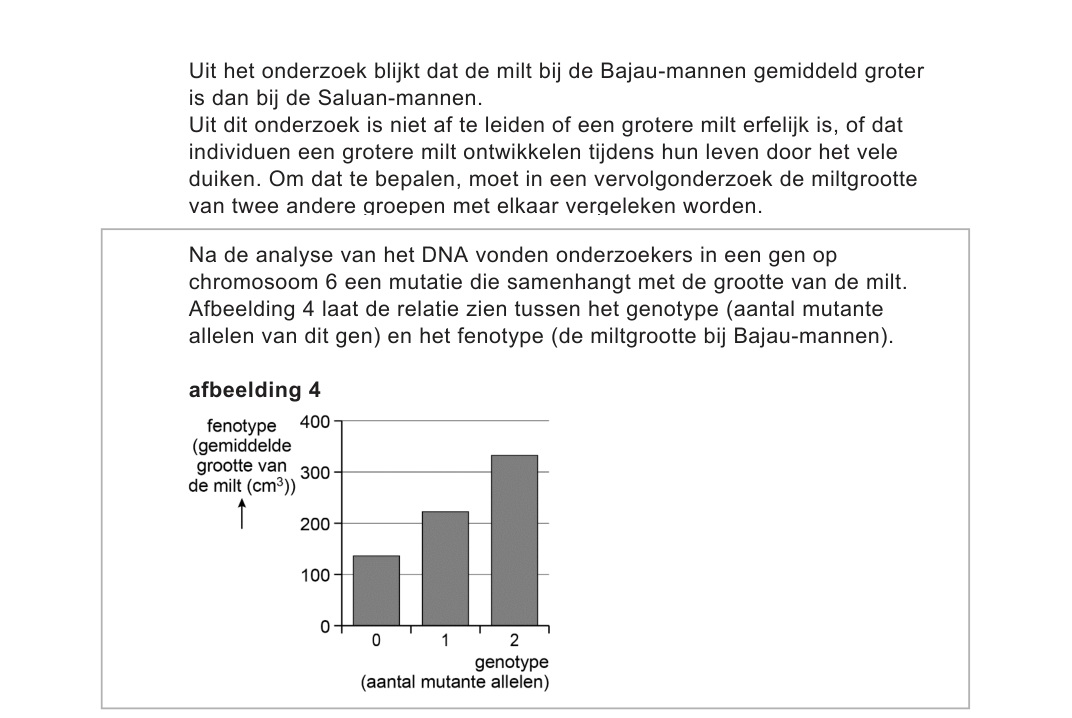 Uit het onderzoek blijkt dat de milt bij de Bajau-mannen gemiddeld groter
is dan bij de Saluan-mannen.
Uit dit onderzoek is niet af te leiden of een grotere milt erfelijk is, of dat
individuen een grotere milt ontwikkelen tijdens hun leven door het vele
duiken. Om dat te bepalen, moet in een vervolgonderzoek de miltgrootte
van twee andere groepen met elkaar vergeleken worden.
Na de analyse van het DNA vonden onderzoekers in een gen op
chromosoom 6 een mutatie die samenhangt met de grootte van de milt.
Afbeelding 4 laat de relatie zien tussen het genotype (aantal mutante
allelen van dit gen) en het fenotype (de miltgrootte bij Bajau-mannen).
afbeelding 4
fenotype
(gemiddelde
grootte van
de milt (cm³))
400
300
200
100
0
0 1 2
genotype
(aantal mutante allelen)